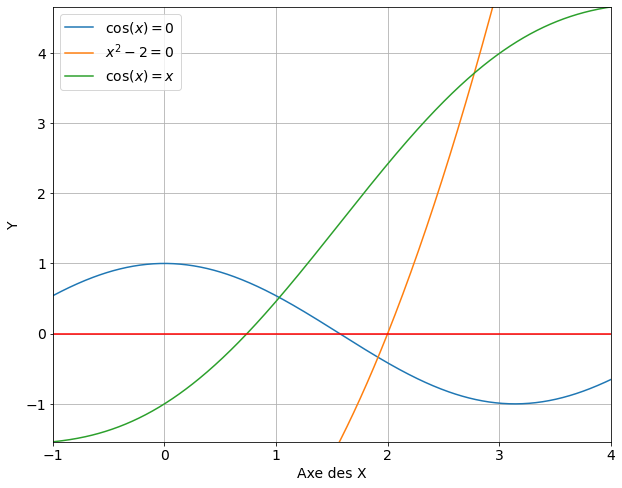 cos(x) = 0
x² − 2 = 0
cos(x) = x
4
3
2
1
0
−1
Y
−1 0 1 2 3 4
Axe des X